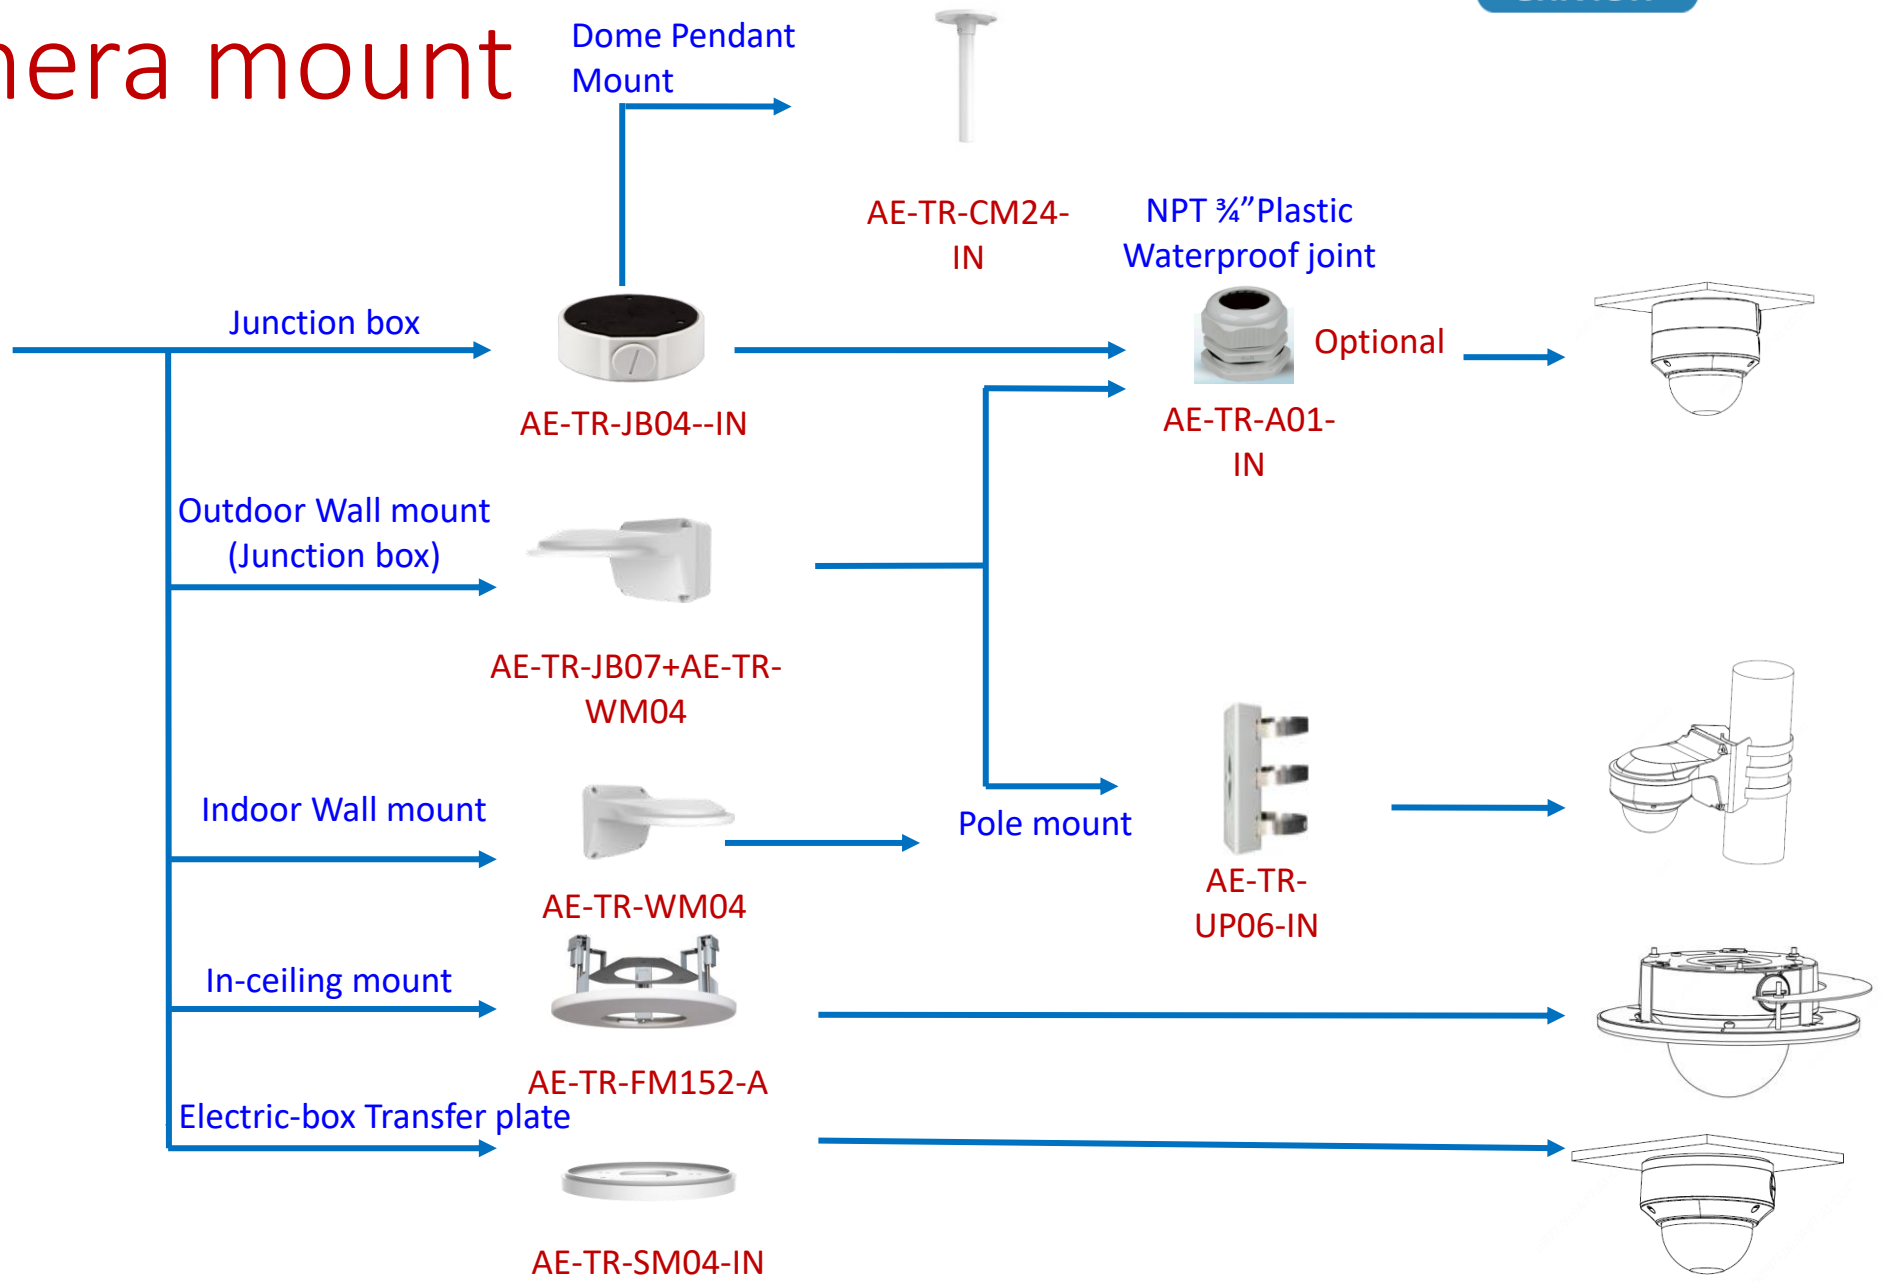 mera mount
Dome Pendant
Mount
AE-TR-CM24-
IN
NPT ¾”Plastic
Waterproof joint
Junction box
Optional
AE-TR-JB04--IN
AE-TR-A01-
IN
Outdoor Wall mount
(Junction box)
AE-TR-JB07+AE-TR-
WM04
Indoor Wall mount
Pole mount
AE-TR-WM04
AE-TR-
UP06-IN
In-ceiling mount
AE-TR-FM152-A
Electric-box Transfer plate
AE-TR-SM04-IN